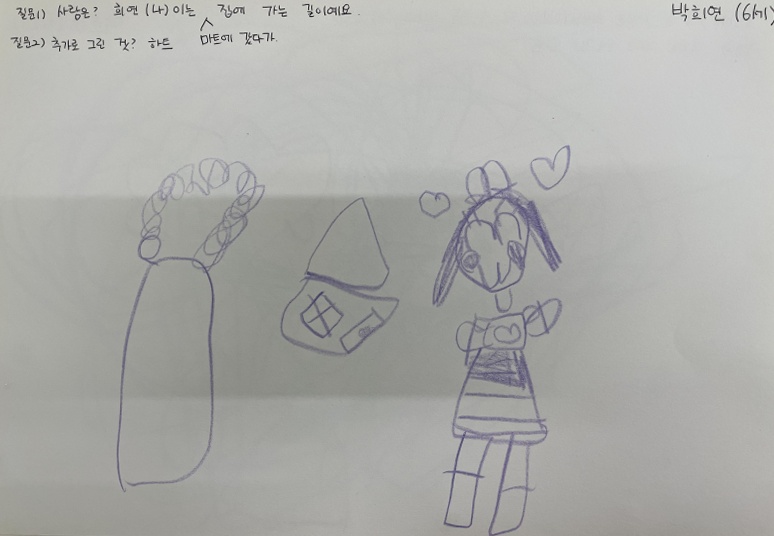 질문1) 사람은? 희연 (나) 이는 집에 가는 길이예요.
마트에 갔다가.
질문2) 추가로 그린 것? 하트
박희연 (6세)